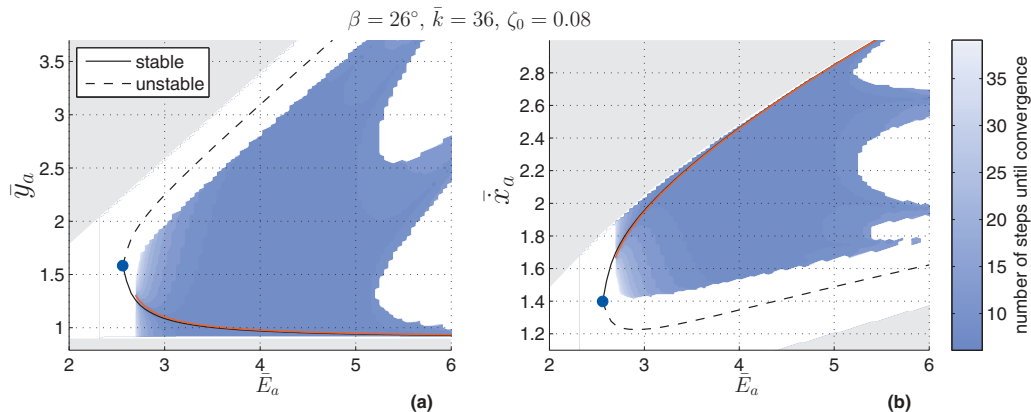 β = 26°, k̄ = 36, ζ₀ = 0.08
stable
unstable
3.5
3
2.5
2
1.5
1
ȳₐ
2 3 4 5 6
Ēₐ
(a)
2.8
2.6
2.4
2.2
2
1.8
1.6
1.4
1.2
ẋ̄ₐ
2 3 4 5 6
Ēₐ
(b)
35
30
25
20
15
10
number of steps until convergence